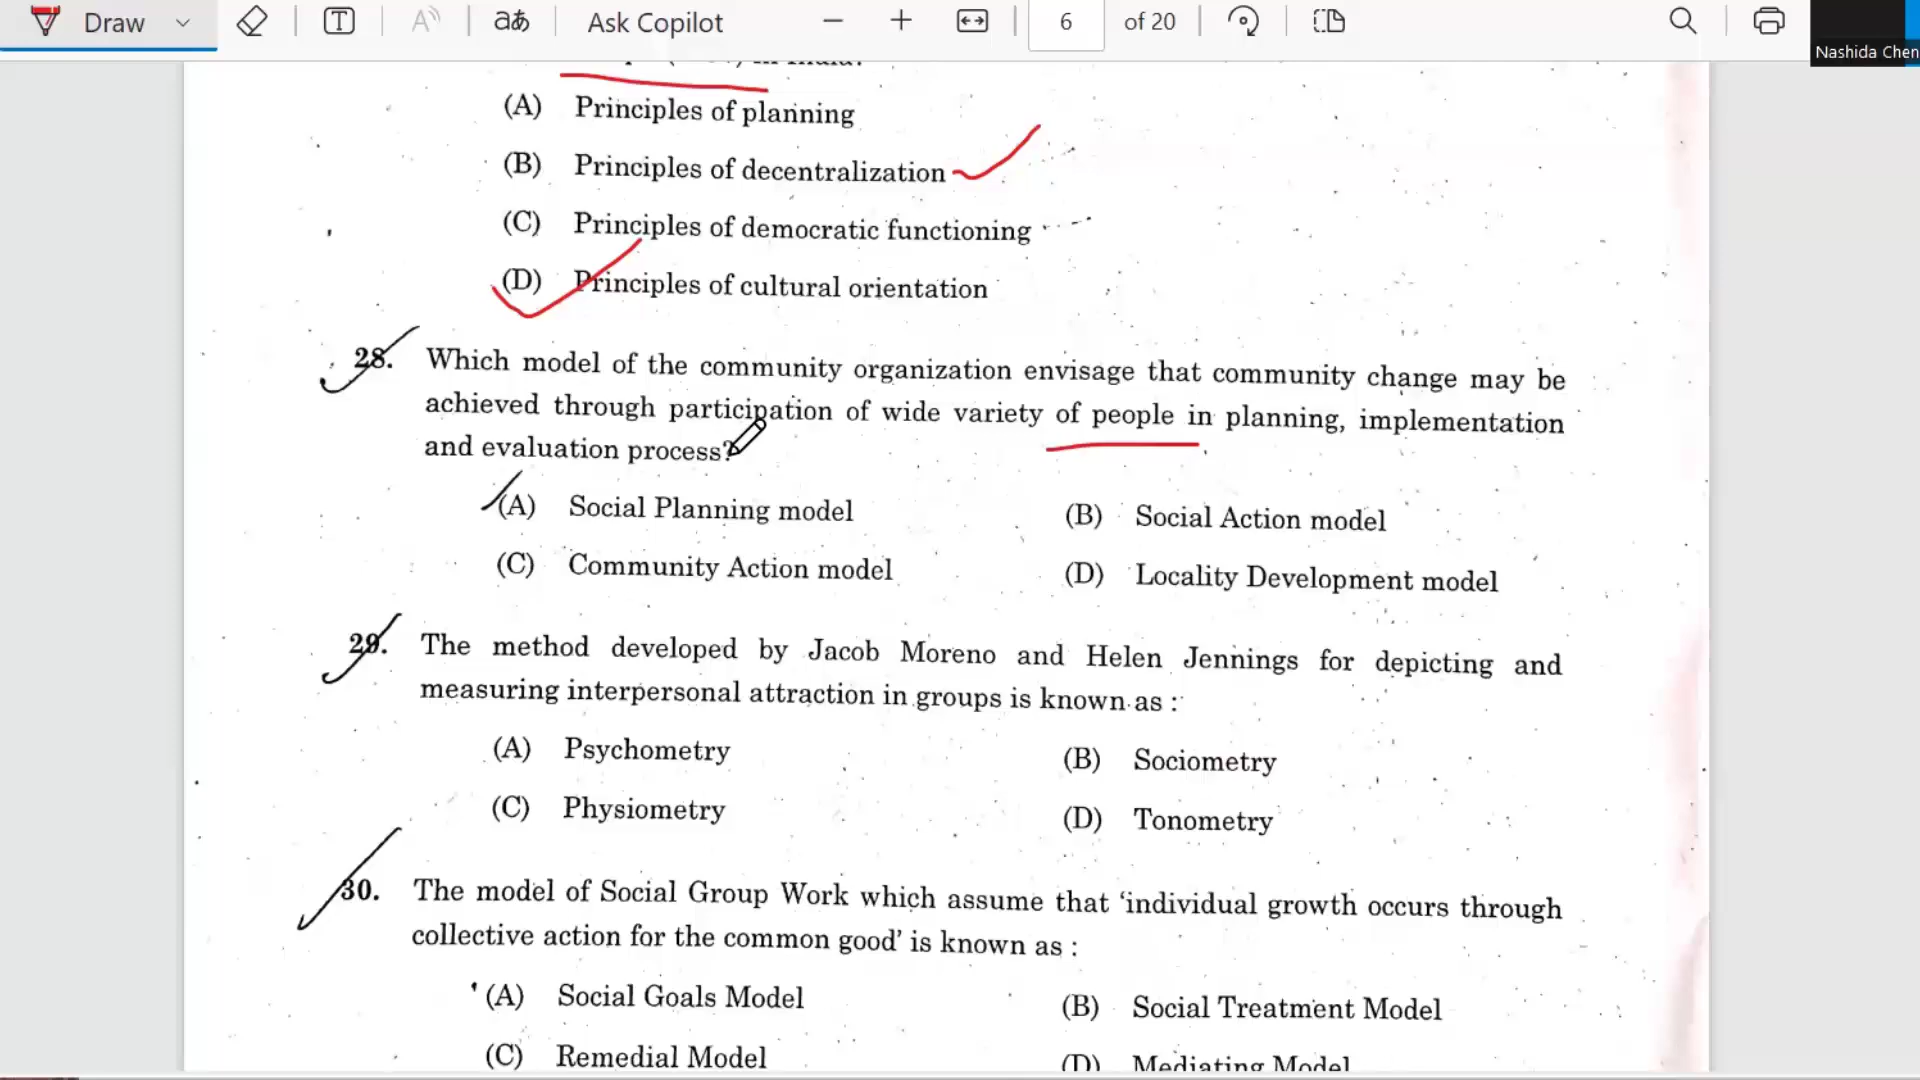 Draw
T
A
aあ
Ask Copilot
6
of 20
Nashida Chen
(A) Principles of planning
(B) Principles of decentralization
(C) Principles of democratic functioning
(D) Principles of cultural orientation
28. Which model of the community organization envisage that community change may be
achieved through participation of wide variety of people in planning, implementation
and evaluation process?
(A) Social Planning model (B) Social Action model
(C) Community Action model (D) Locality Development model
29. The method developed by Jacob Moreno and Helen Jennings for depicting and
measuring interpersonal attraction in groups is known as :
(A) Psychometry (B) Sociometry
(C) Physiometry (D) Tonometry
30. The model of Social Group Work which assume that ‘individual growth occurs through
collective action for the common good’ is known as :
(A) Social Goals Model (B) Social Treatment Model
(C) Remedial Model (D) Mediating Model